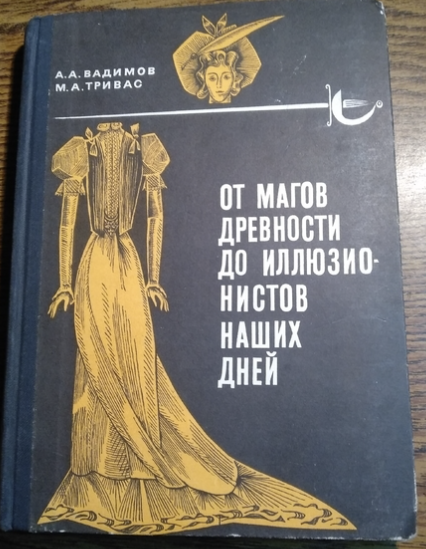 А.А.ВАДИМОВ
М.А.ТРИВАС
ОТ МАГОВ
ДРЕВНОСТИ
ДО ИЛЛЮЗИО-
НИСТОВ
НАШИХ
ДНЕЙ